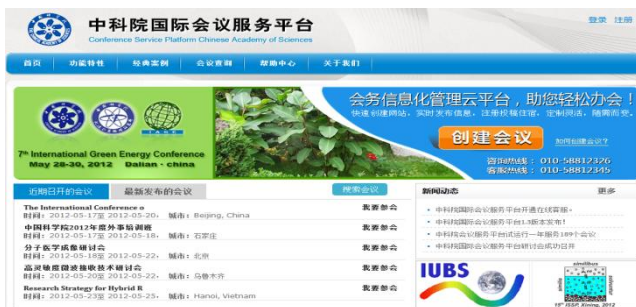 中科院国际会议服务平台
Conference Service Platform Chinese Academy of Sciences
登录 注册
首页 功能特性 经典案例 会议查询 帮助中心 关于我们
会务信息化管理云平台，助您轻松办会！
快速创建网站，实时发布信息，注册投稿住宿，定制灵活，随需而变。
创建会议 如何创建会议？
咨询热线： 010-58812326
客服热线： 010-58812345
7th International Green Energy Conference
May 28-30, 2012 Dalian - china
近期召开的会议 最新发布的会议 搜索会议
The International Conference o 我要参会
时间：2012-05-17至 2012-05-20， 城市：Beijing, China
中国科学院2012年度外事培训班 我要参会
时间：2012-05-17至 2012-05-18， 城市：石家庄
分子医学成像研讨会 我要参会
时间：2012-05-18至 2012-05-22， 城市：北京
高灵敏度微波接收技术研讨会 我要参会
时间：2012-05-20至 2012-05-22， 城市：乌鲁木齐
Research Strategy for Hybrid R 我要参会
时间：2012-05-23至 2012-05-25， 城市：Hanoi, Vietnam
新闻动态 更多
中科院国际会议服务平台开通在线客服。
中科院国际会议服务平台1.3版本发布！
中科院会议服务平台试运行一年服务189个会议
中科院国际会议服务平台研讨会成功召开
IUBS
similibus
15th ISSP, Xining, 2012